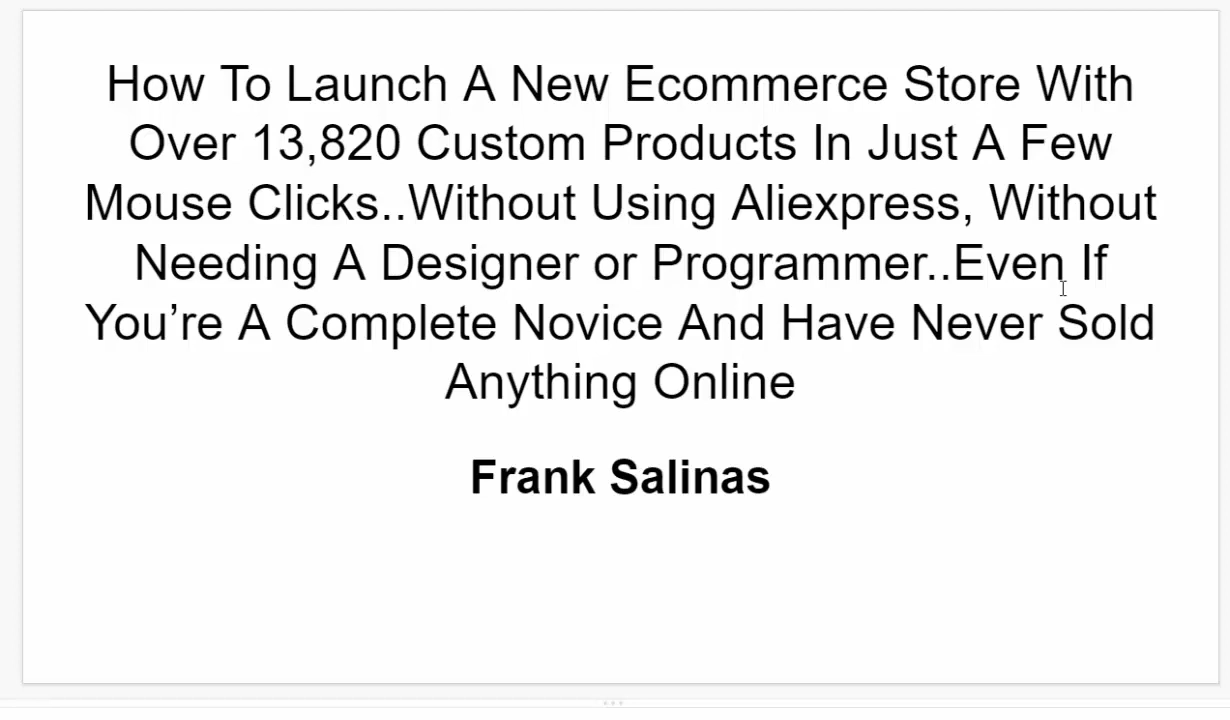 How To Launch A New Ecommerce Store With
Over 13,820 Custom Products In Just A Few
Mouse Clicks..Without Using Aliexpress, Without
Needing A Designer or Programmer..Even If
You’re A Complete Novice And Have Never Sold
Anything Online
Frank Salinas